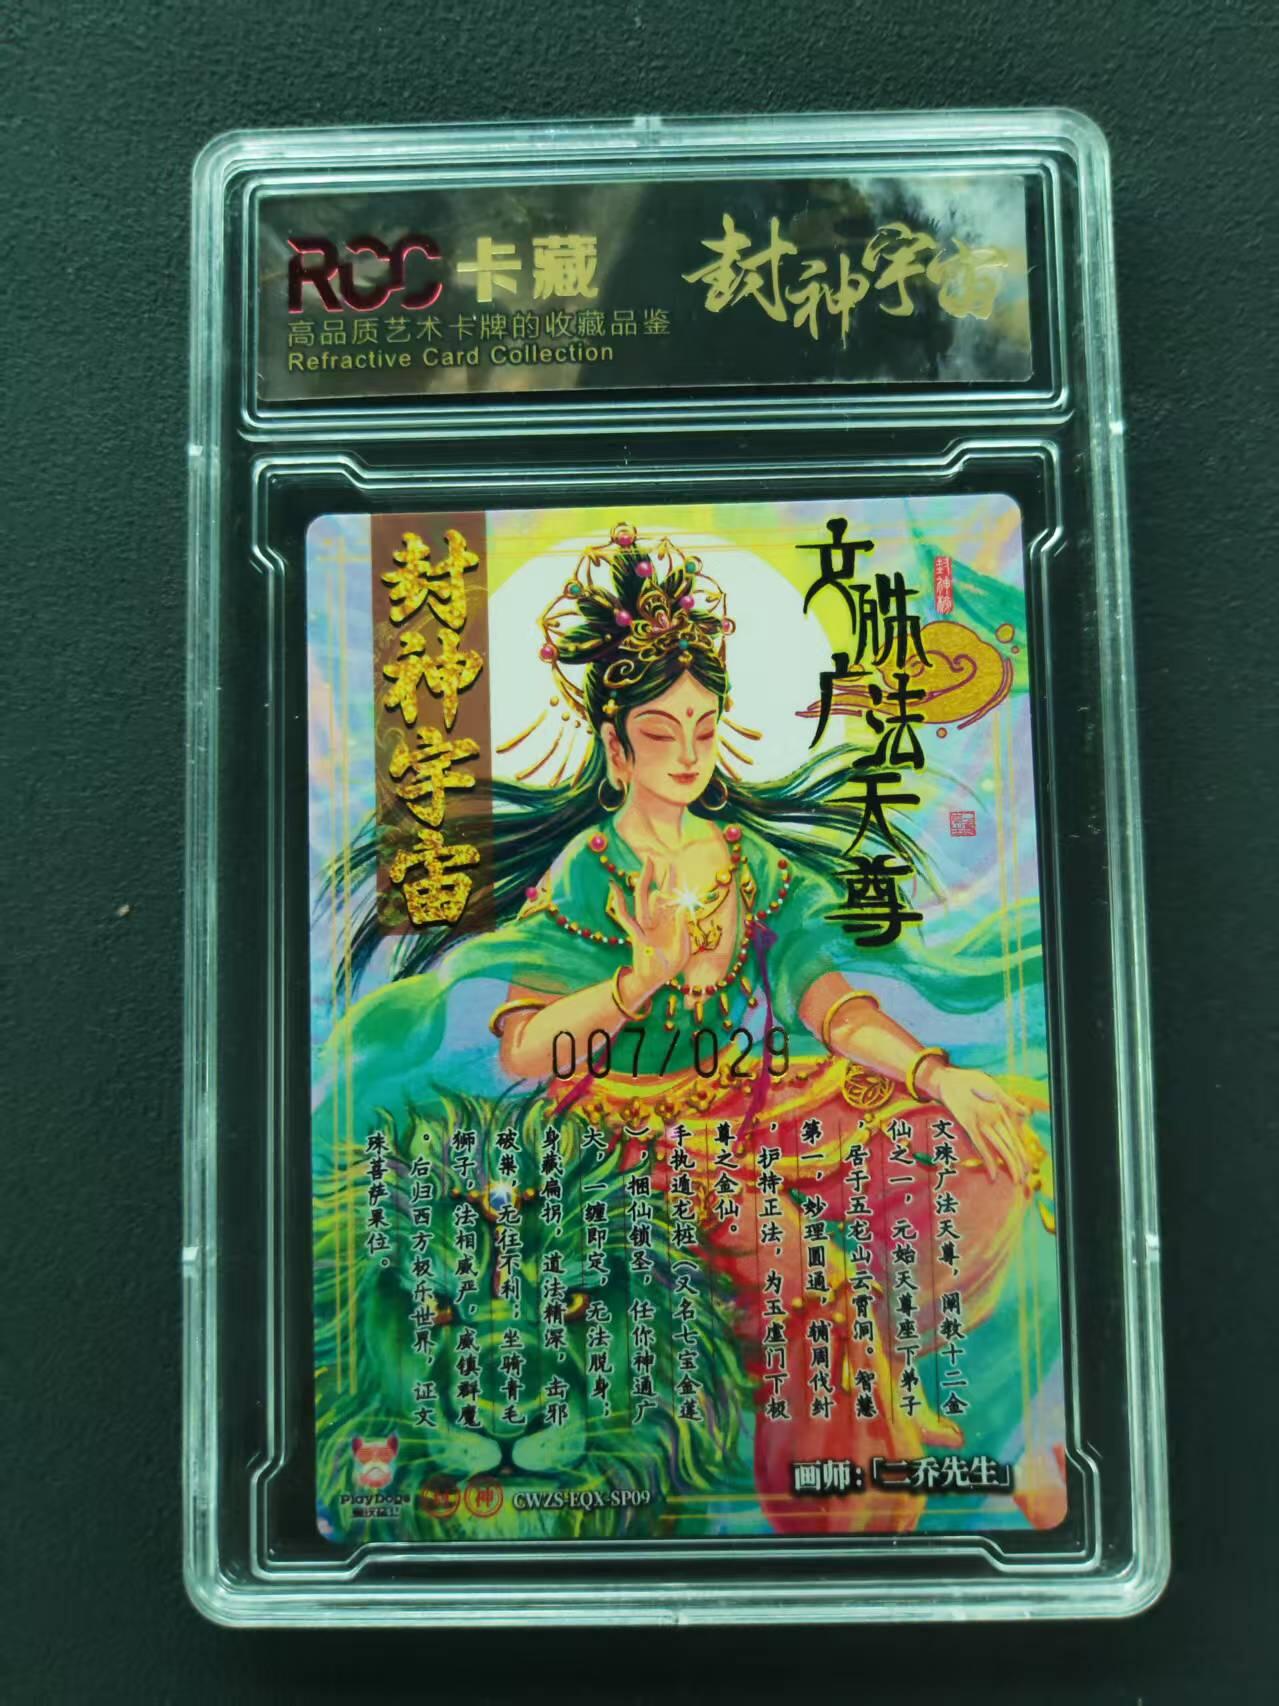 RCC 卡藏
高品质艺术卡牌的收藏品鉴
Refractive Card Collection
封神宇宙
封神宇宙
文殊广法天尊
封神榜
007/029
文殊广法天尊，阐教十二金
仙之一，元始天尊座下弟子
，居于五龙山云霄洞。智慧
第一，妙理圆通，辅周伐纣
，护持正法，为玉虚门下极
尊之金仙。
手执遁龙桩（又名七宝金莲
），捆仙锁圣，任你神通广
大，一缠即定，无法脱身；
身藏扁拐，道法精深，击邪
破祟，无往不利；坐骑青毛
狮子，法相威严，威镇群魔
。后归西方极乐世界，证文
殊菩萨果位。
画师：「二乔先生」
PlayDogs
封神
CWZS-EQX-SP09